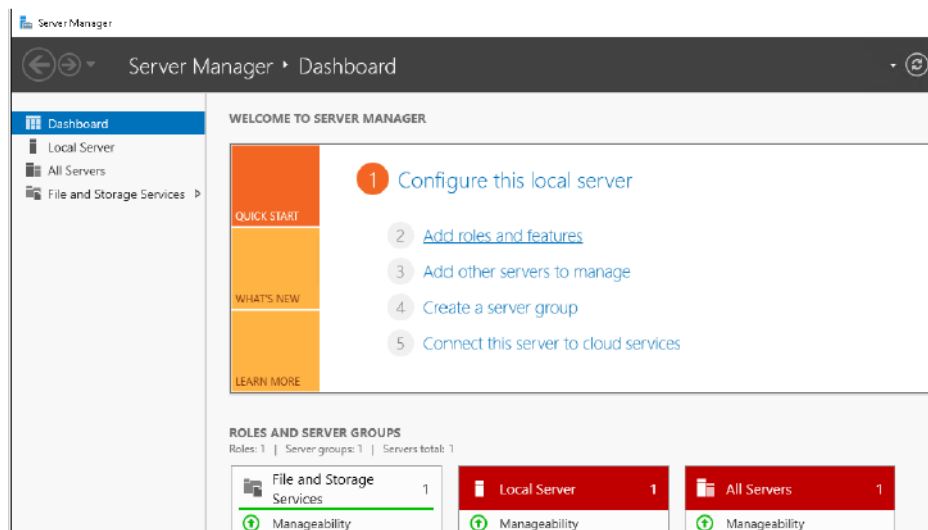 Server Manager
Server Manager ‣ Dashboard
Dashboard
Local Server
All Servers
File and Storage Services
WELCOME TO SERVER MANAGER
QUICK START
WHAT'S NEW
LEARN MORE
1 Configure this local server
2 Add roles and features
3 Add other servers to manage
4 Create a server group
5 Connect this server to cloud services
ROLES AND SERVER GROUPS
Roles: 1 | Server groups: 1 | Servers total: 1
File and Storage
Services 1
Manageability
Local Server 1
Manageability
All Servers 1
Manageability